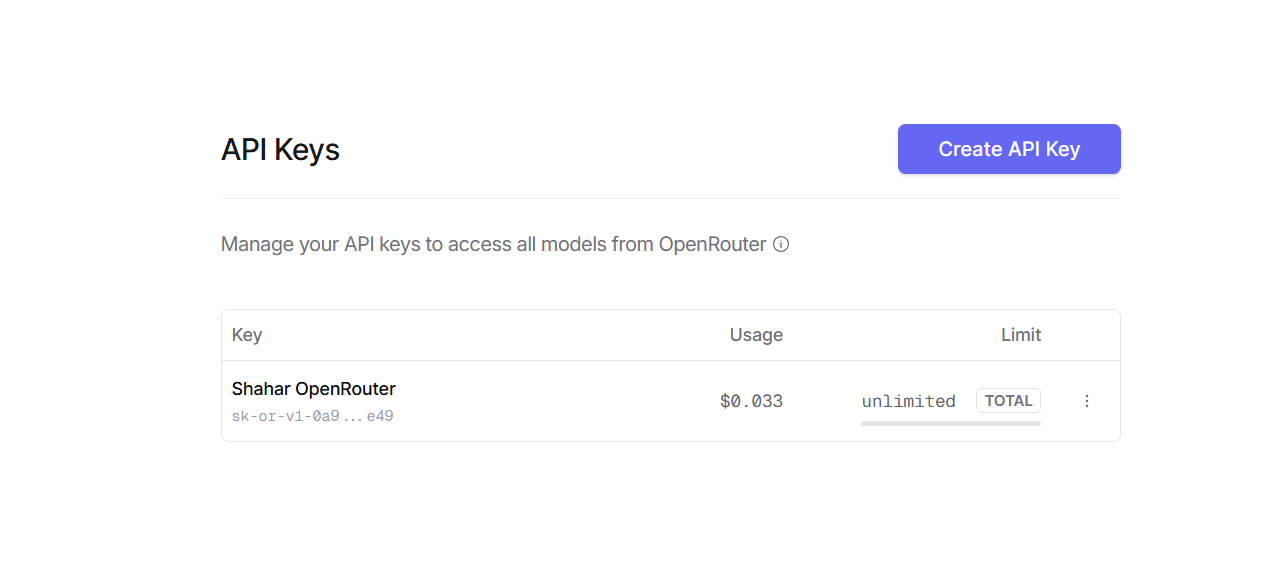 API Keys
Create API Key
Manage your API keys to access all models from OpenRouter
Key Usage Limit
Shahar OpenRouter
sk-or-v1-0a9...e49
$0.033 unlimited TOTAL